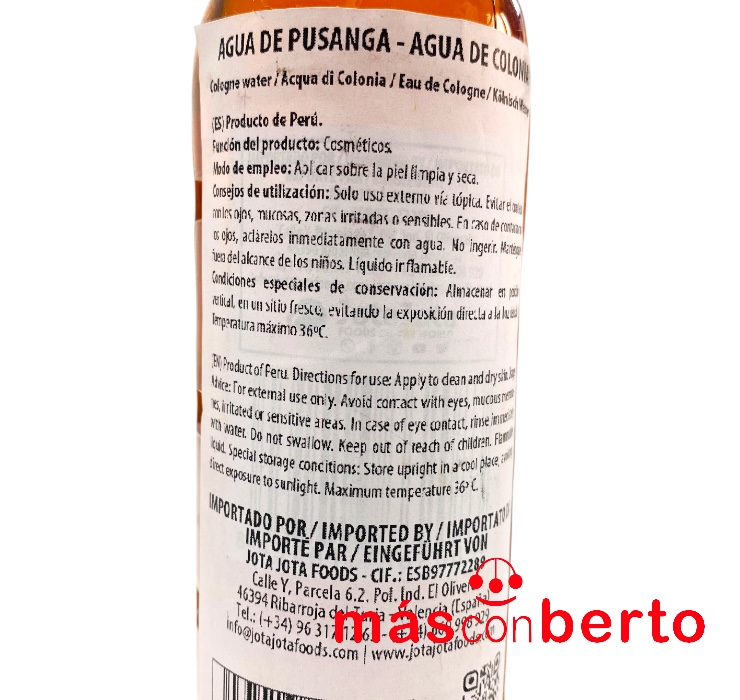 AGUA DE PUSANGA - AGUA DE COLONIA
Cologne water / Acqua di Colonia / Eau de Cologne / Kölnisch
(ES) Producto de Perú.
Función del producto: Cosméticos.
Modo de empleo: Aplicar sobre la piel limpia y seca.
Consejos de utilización: Solo uso externo vía tópica. Evitar el
con los ojos, mucosas, zonas irritadas o sensibles. En caso de
os ojos, aclárelos inmediatamente con agua. No ingerir.
fuera del alcance de los niños. Líquido inflamable.
Condiciones especiales de conservación: Almacenar en
vertical, en un sitio fresco, evitando la exposición directa a la
Temperatura máximo 36ºC.
(EN) Product of Peru. Directions for use: Apply to clean and dry skin.
Advice: For external use only. Avoid contact with eyes, mucous
nes, irritated or sensitive areas. In case of eye contact, rinse
with water. Do not swallow. Keep out of reach of children.
liquid. Special storage conditions: Store upright in a cool place,
direct exposure to sunlight. Maximum temperature 36º C.
IMPORTADO POR / IMPORTED BY / IMPORTATO
IMPORTÉ PAR / EINGEFÜHRT VON
JOTA JOTA FOODS - CIF.: ESB97772289
Calle Y, Parcela 6.2. Pol. Ind. El Oliver
46394 Ribarroja del Turia - Valencia (España)
Tel.: (+34) 96 317
info@jotajotafoods.com | www.jotajotafoods
másconberto